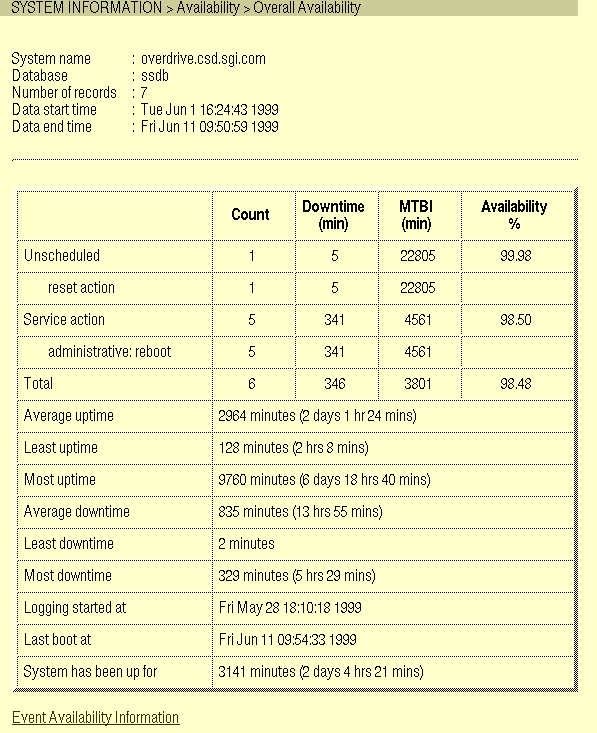 SYSTEM INFORMATION > Availability > Overall Availability
System name : overdrive.csd.sgi.com
Database : ssdb
Number of records : 7
Data start time : Tue Jun 1 16:24:43 1999
Data end time : Fri Jun 11 09:50:59 1999
Count Downtime (min) MTBI (min) Availability %
Unscheduled 1 5 22805 99.98
reset action 1 5 22805
Service action 5 341 4561 98.50
administrative: reboot 5 341 4561
Total 6 346 3801 98.48
Average uptime 2964 minutes (2 days 1 hr 24 mins)
Least uptime 128 minutes (2 hrs 8 mins)
Most uptime 9760 minutes (6 days 18 hrs 40 mins)
Average downtime 835 minutes (13 hrs 55 mins)
Least downtime 2 minutes
Most downtime 329 minutes (5 hrs 29 mins)
Logging started at Fri May 28 18:10:18 1999
Last boot at Fri Jun 11 09:54:33 1999
System has been up for 3141 minutes (2 days 4 hrs 21 mins)
Event Availability Information